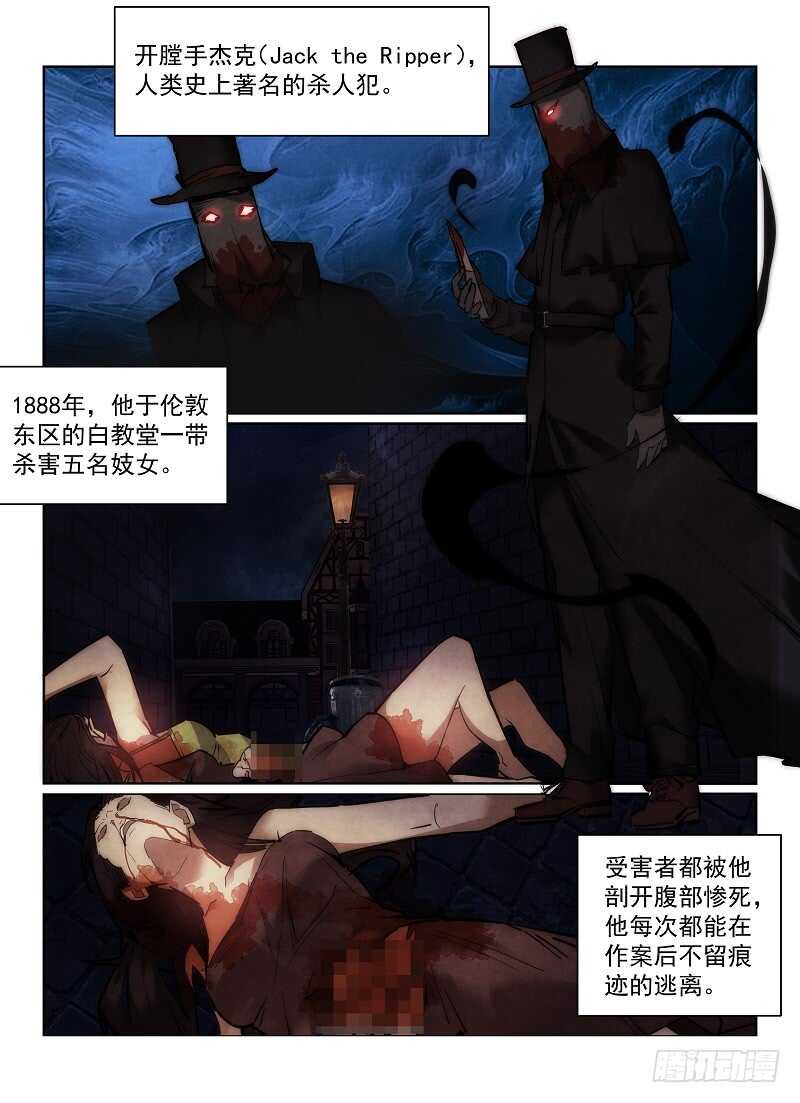 开膛手杰克(Jack the Ripper),
人类史上著名的杀人犯。
1888年，他于伦敦
东区的白教堂一带
杀害五名妓女。
受害者都被他
剖开腹部惨死，
他每次都能在
作案后不留痕
迹的逃离。
腾讯动漫